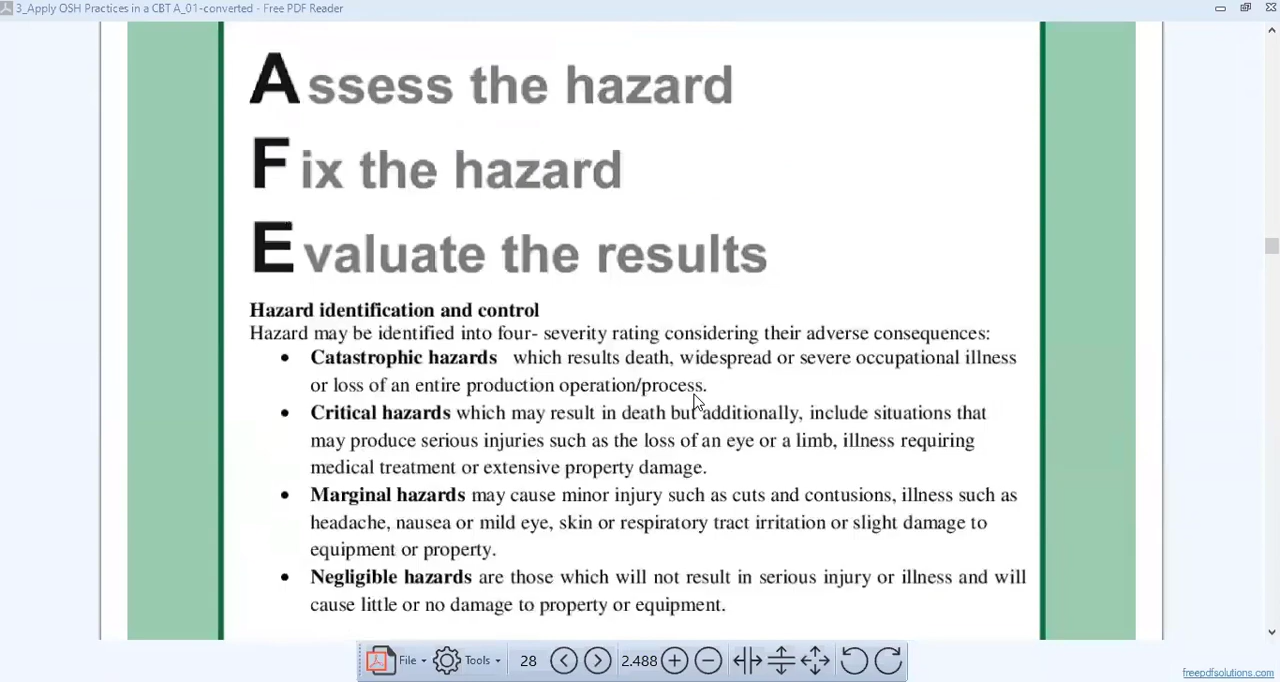 3_Apply OSH Practices in a CBT A_01-converted - Free PDF Reader
Assess the hazard
Fix the hazard
Evaluate the results
Hazard identification and control
Hazard may be identified into four- severity rating considering their adverse consequences:
• Catastrophic hazards which results death, widespread or severe occupational illness
or loss of an entire production operation/process.
• Critical hazards which may result in death but additionally, include situations that
may produce serious injuries such as the loss of an eye or a limb, illness requiring
medical treatment or extensive property damage.
• Marginal hazards may cause minor injury such as cuts and contusions, illness such as
headache, nausea or mild eye, skin or respiratory tract irritation or slight damage to
equipment or property.
• Negligible hazards are those which will not result in serious injury or illness and will
cause little or no damage to property or equipment.
File Tools 28 2.488
freepdfsolutions.com